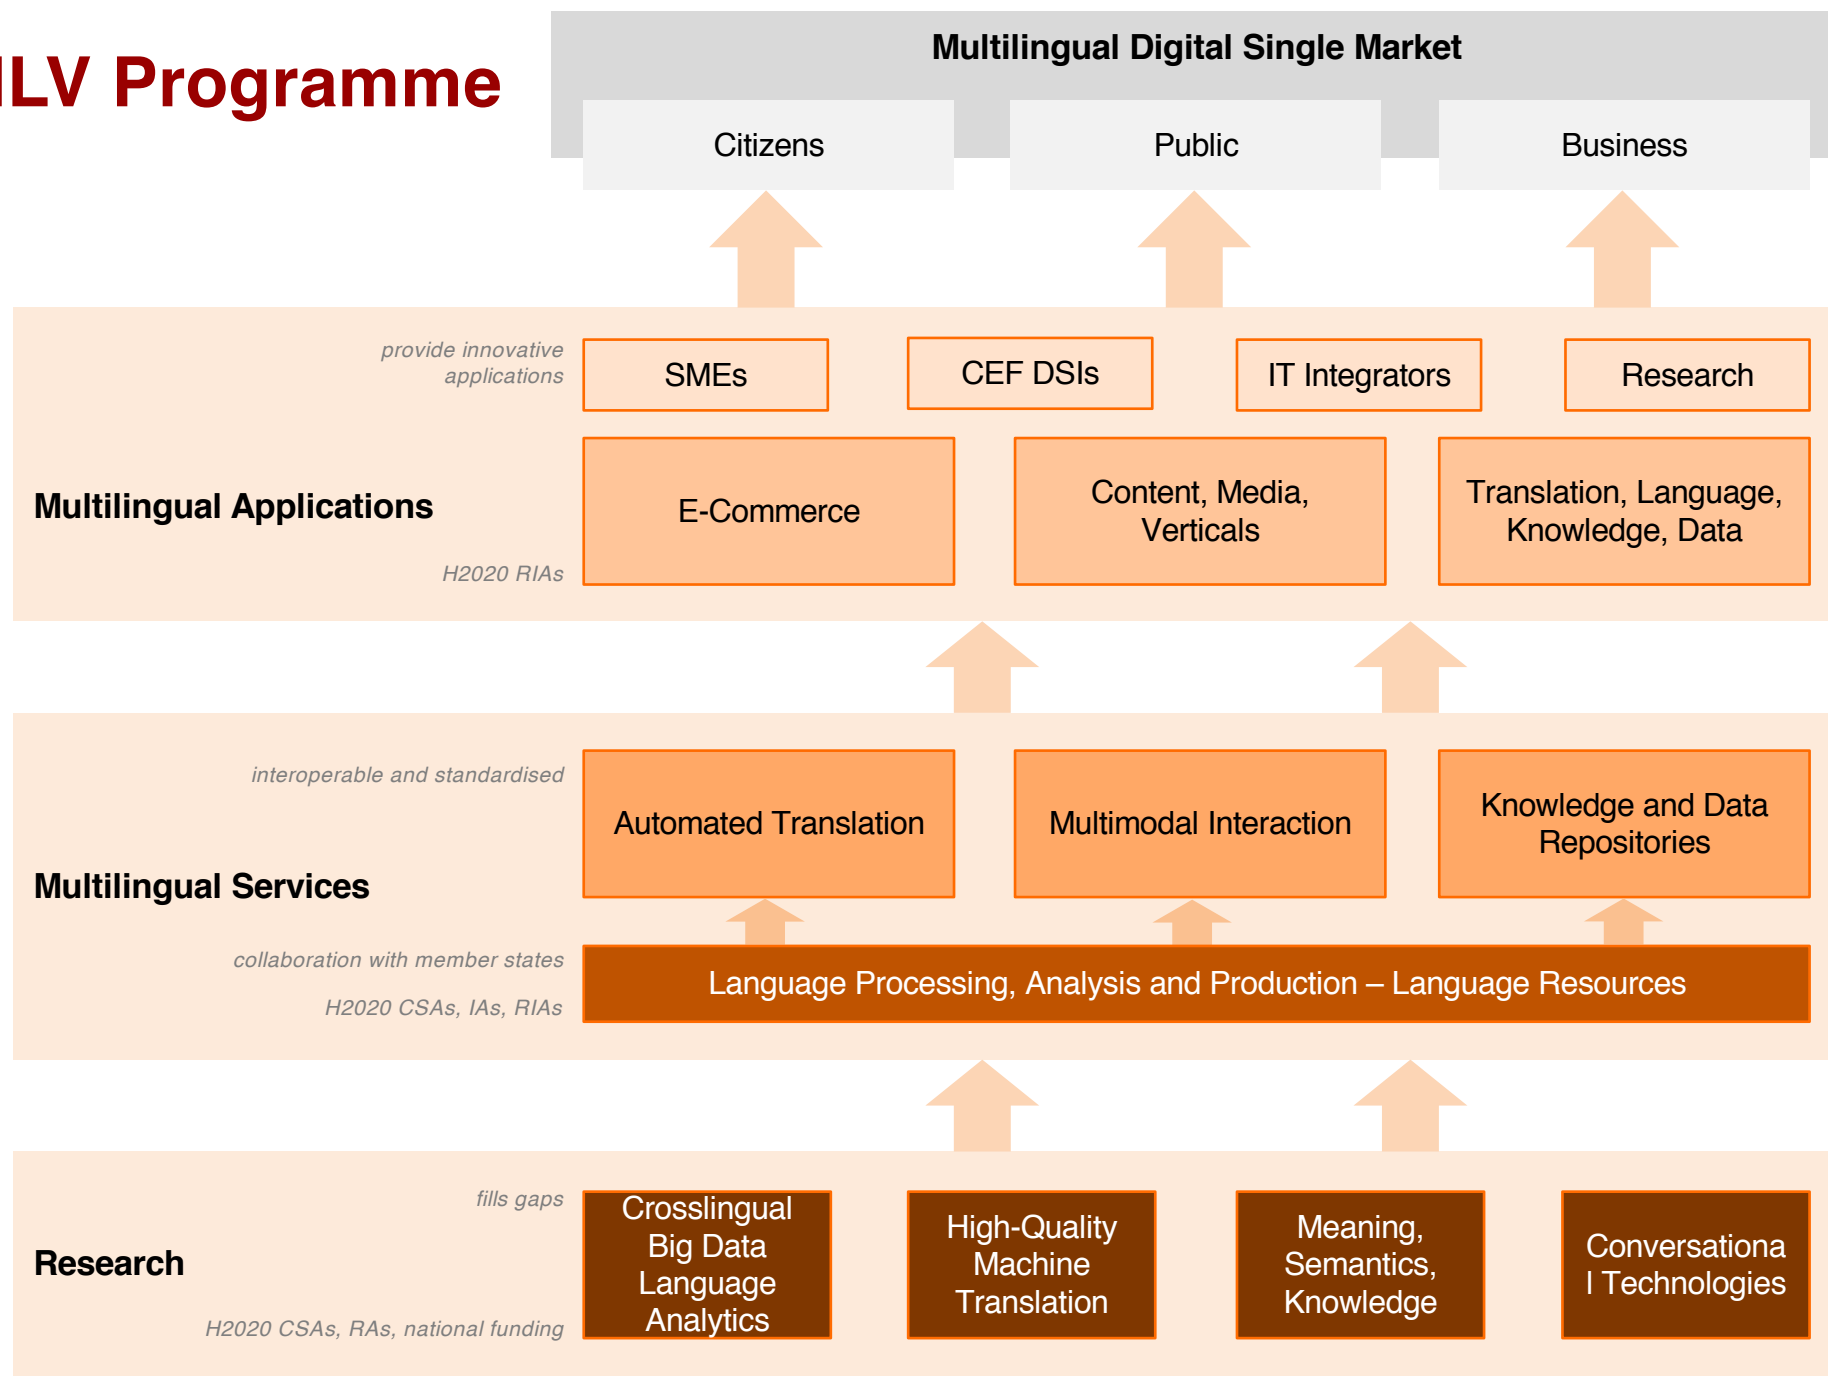 LV Programme
Multilingual Digital Single Market
Citizens
Public
Business
provide innovative
applications
SMEs
CEF DSIs
IT Integrators
Research
Multilingual Applications
E-Commerce
Content, Media,
Verticals
Translation, Language,
Knowledge, Data
H2020 RIAs
interoperable and standardised
Automated Translation
Multimodal Interaction
Knowledge and Data
Repositories
Multilingual Services
collaboration with member states
H2020 CSAs, IAs, RIAs
Language Processing, Analysis and Production – Language Resources
fills gaps
Research
H2020 CSAs, RAs, national funding
Crosslingual
Big Data
Language
Analytics
High-Quality
Machine
Translation
Meaning,
Semantics,
Knowledge
Conversationa
l Technologies